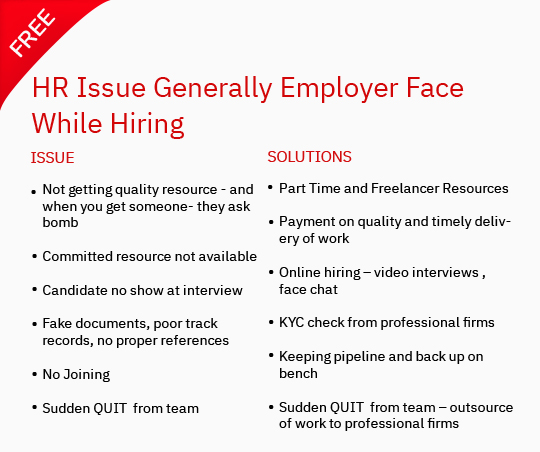 FREE
HR Issue Generally Employer Face
While Hiring
ISSUE
• Not getting quality resource - and
when you get someone- they ask
bomb
• Committed resource not available
• Candidate no show at interview
• Fake documents, poor track
records, no proper references
• No Joining
• Sudden QUIT from team
SOLUTIONS
• Part Time and Freelancer Resources
• Payment on quality and timely deliv-
ery of work
• Online hiring – video interviews ,
face chat
• KYC check from professional firms
• Keeping pipeline and back up on
bench
• Sudden QUIT from team – outsource
of work to professional firms